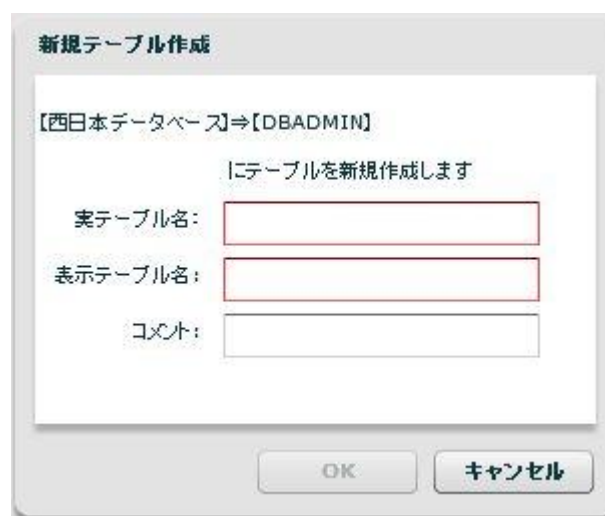 新規テーブル作成
【西日本データベース】⇒【DBADMIN】
にテーブルを新規作成します
実テーブル名:
表示テーブル名:
コメント:
OK キャンセル